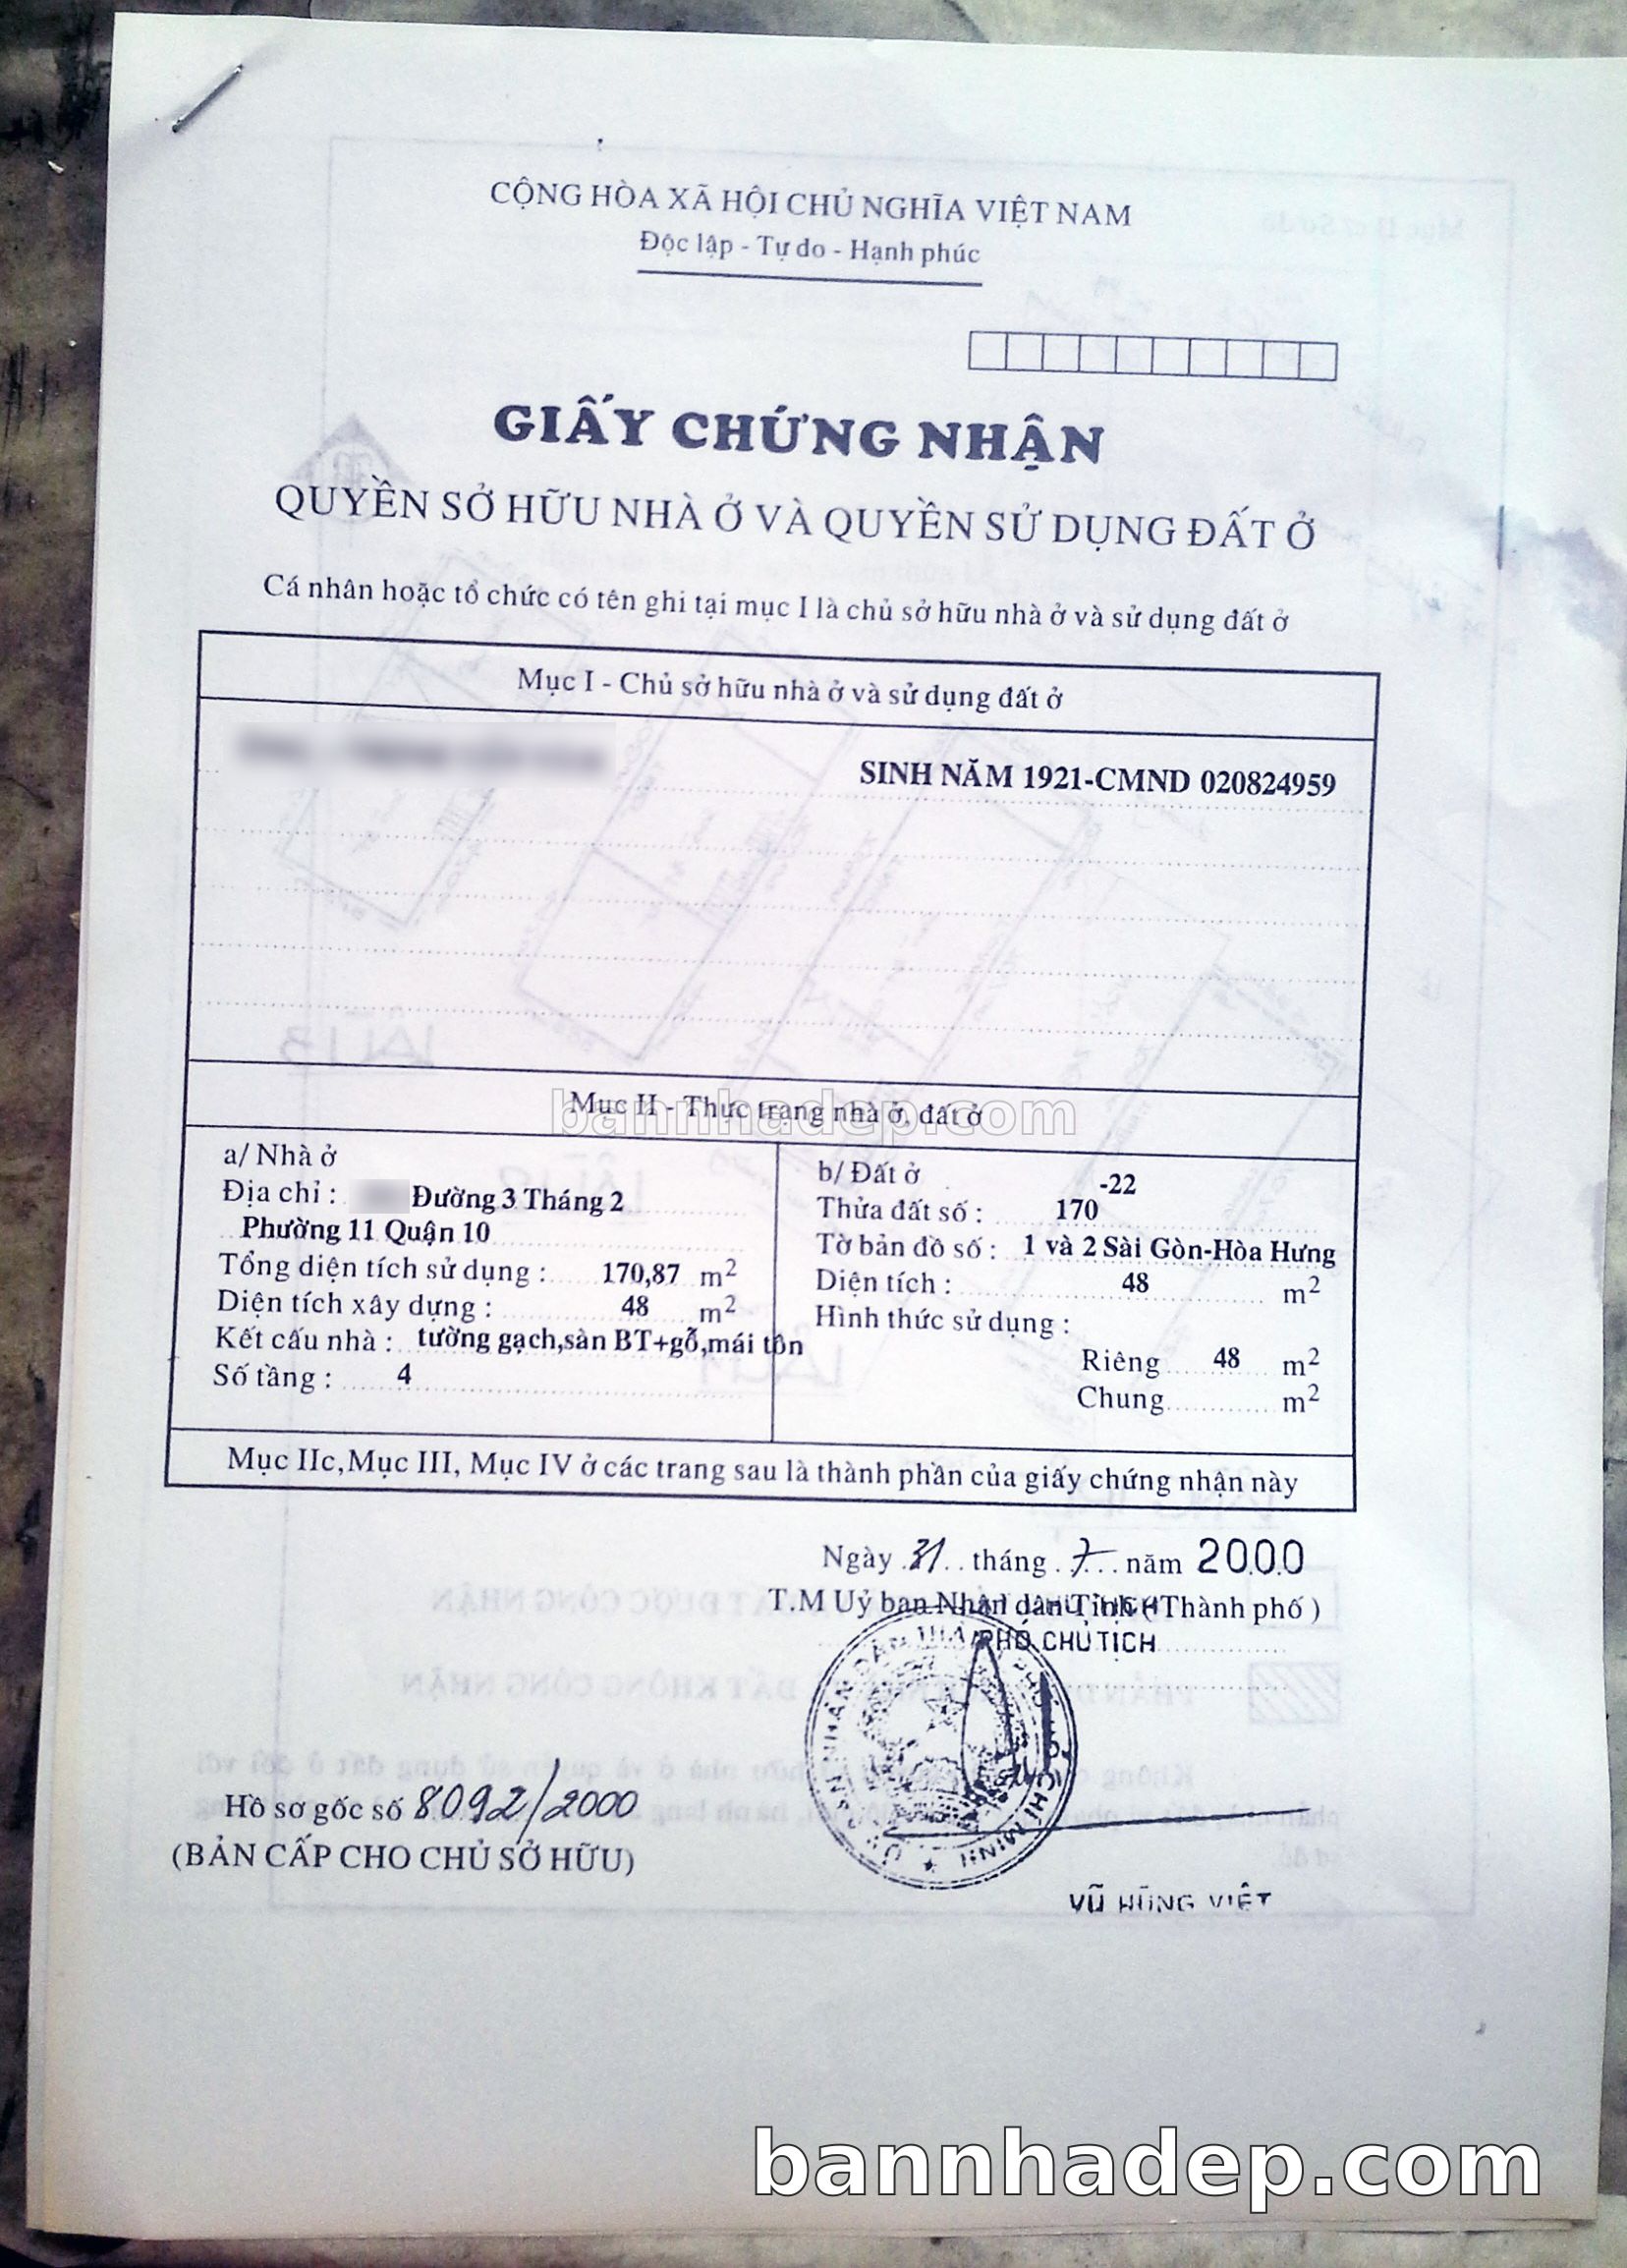 CỘNG HÒA XÃ HỘI CHỦ NGHĨA VIỆT NAM
Độc lập - Tự do - Hạnh phúc
GIẤY CHỨNG NHẬN
QUYỀN SỞ HỮU NHÀ Ở VÀ QUYỀN SỬ DỤNG ĐẤT Ở
Cá nhân hoặc tổ chức có tên ghi tại mục I là chủ sở hữu nhà ở và sử dụng đất ở
Mục I - Chủ sở hữu nhà ở và sử dụng đất ở
SINH NĂM 1921-CMND 020824959
Mục II - Thực trạng nhà ở, đất ở
bannhadep.com
a/ Nhà ở
Địa chỉ : Đường 3 Tháng 2
Phường 11 Quận 10
Tổng diện tích sử dụng : 170,87 m2
Diện tích xây dựng : 48 m2
Kết cấu nhà : tường gạch,sàn BT+gỗ,mái tôn
Số tầng : 4
b/ Đất ở -22
Thửa đất số : 170
Tờ bản đồ số : 1 và 2 Sài Gòn-Hòa Hưng
Diện tích : 48 m2
Hình thức sử dụng :
Riêng 48 m2
Chung m2
Mục IIc, Mục III, Mục IV ở các trang sau là thành phần của giấy chứng nhận này
Ngày 31 tháng 7 năm 2000
T.M Uỷ ban Nhân dân Tỉnh (Thành phố )
PHÓ CHỦ TỊCH
Hồ sơ gốc số 8092/2000
(BẢN CẤP CHO CHỦ SỞ HỮU)
VŨ HÙNG VIỆT
bannhadep.com